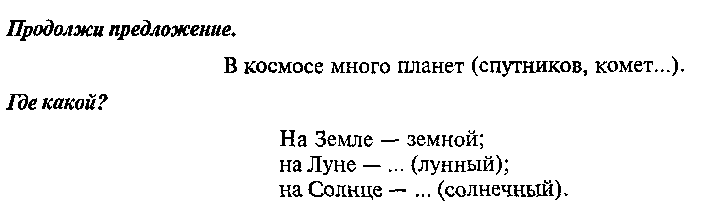 Продолжи предложение.
В космосе много планет (спутников, комет...).
Где какой?
На Земле — земной;
на Луне — ... (лунный);
на Солнце — ... (солнечный).